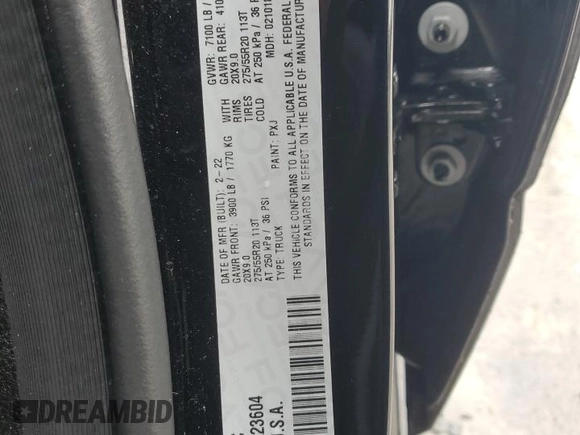 DATE OF MFR (BUILT): 2-22 GVWR: 7100 LB /
GAWR FRONT: 3900 LB / 1770 KG WITH GAWR REAR: 410
20X9.0 RIMS 20X9.0
275/55R20 113T TIRES 275/55R20 113T
AT 250 kPa / 36 PSI COLD AT 250 kPa / 36 P
TYPE: TRUCK PAINT: PXJ MDH: 02101
THIS VEHICLE CONFORMS TO ALL APPLICABLE U.S.A. FEDERAL
STANDARDS IN EFFECT ON THE DATE OF MANUFACTUR
23604
U.S.A.
DREAMBID
DREAMBID